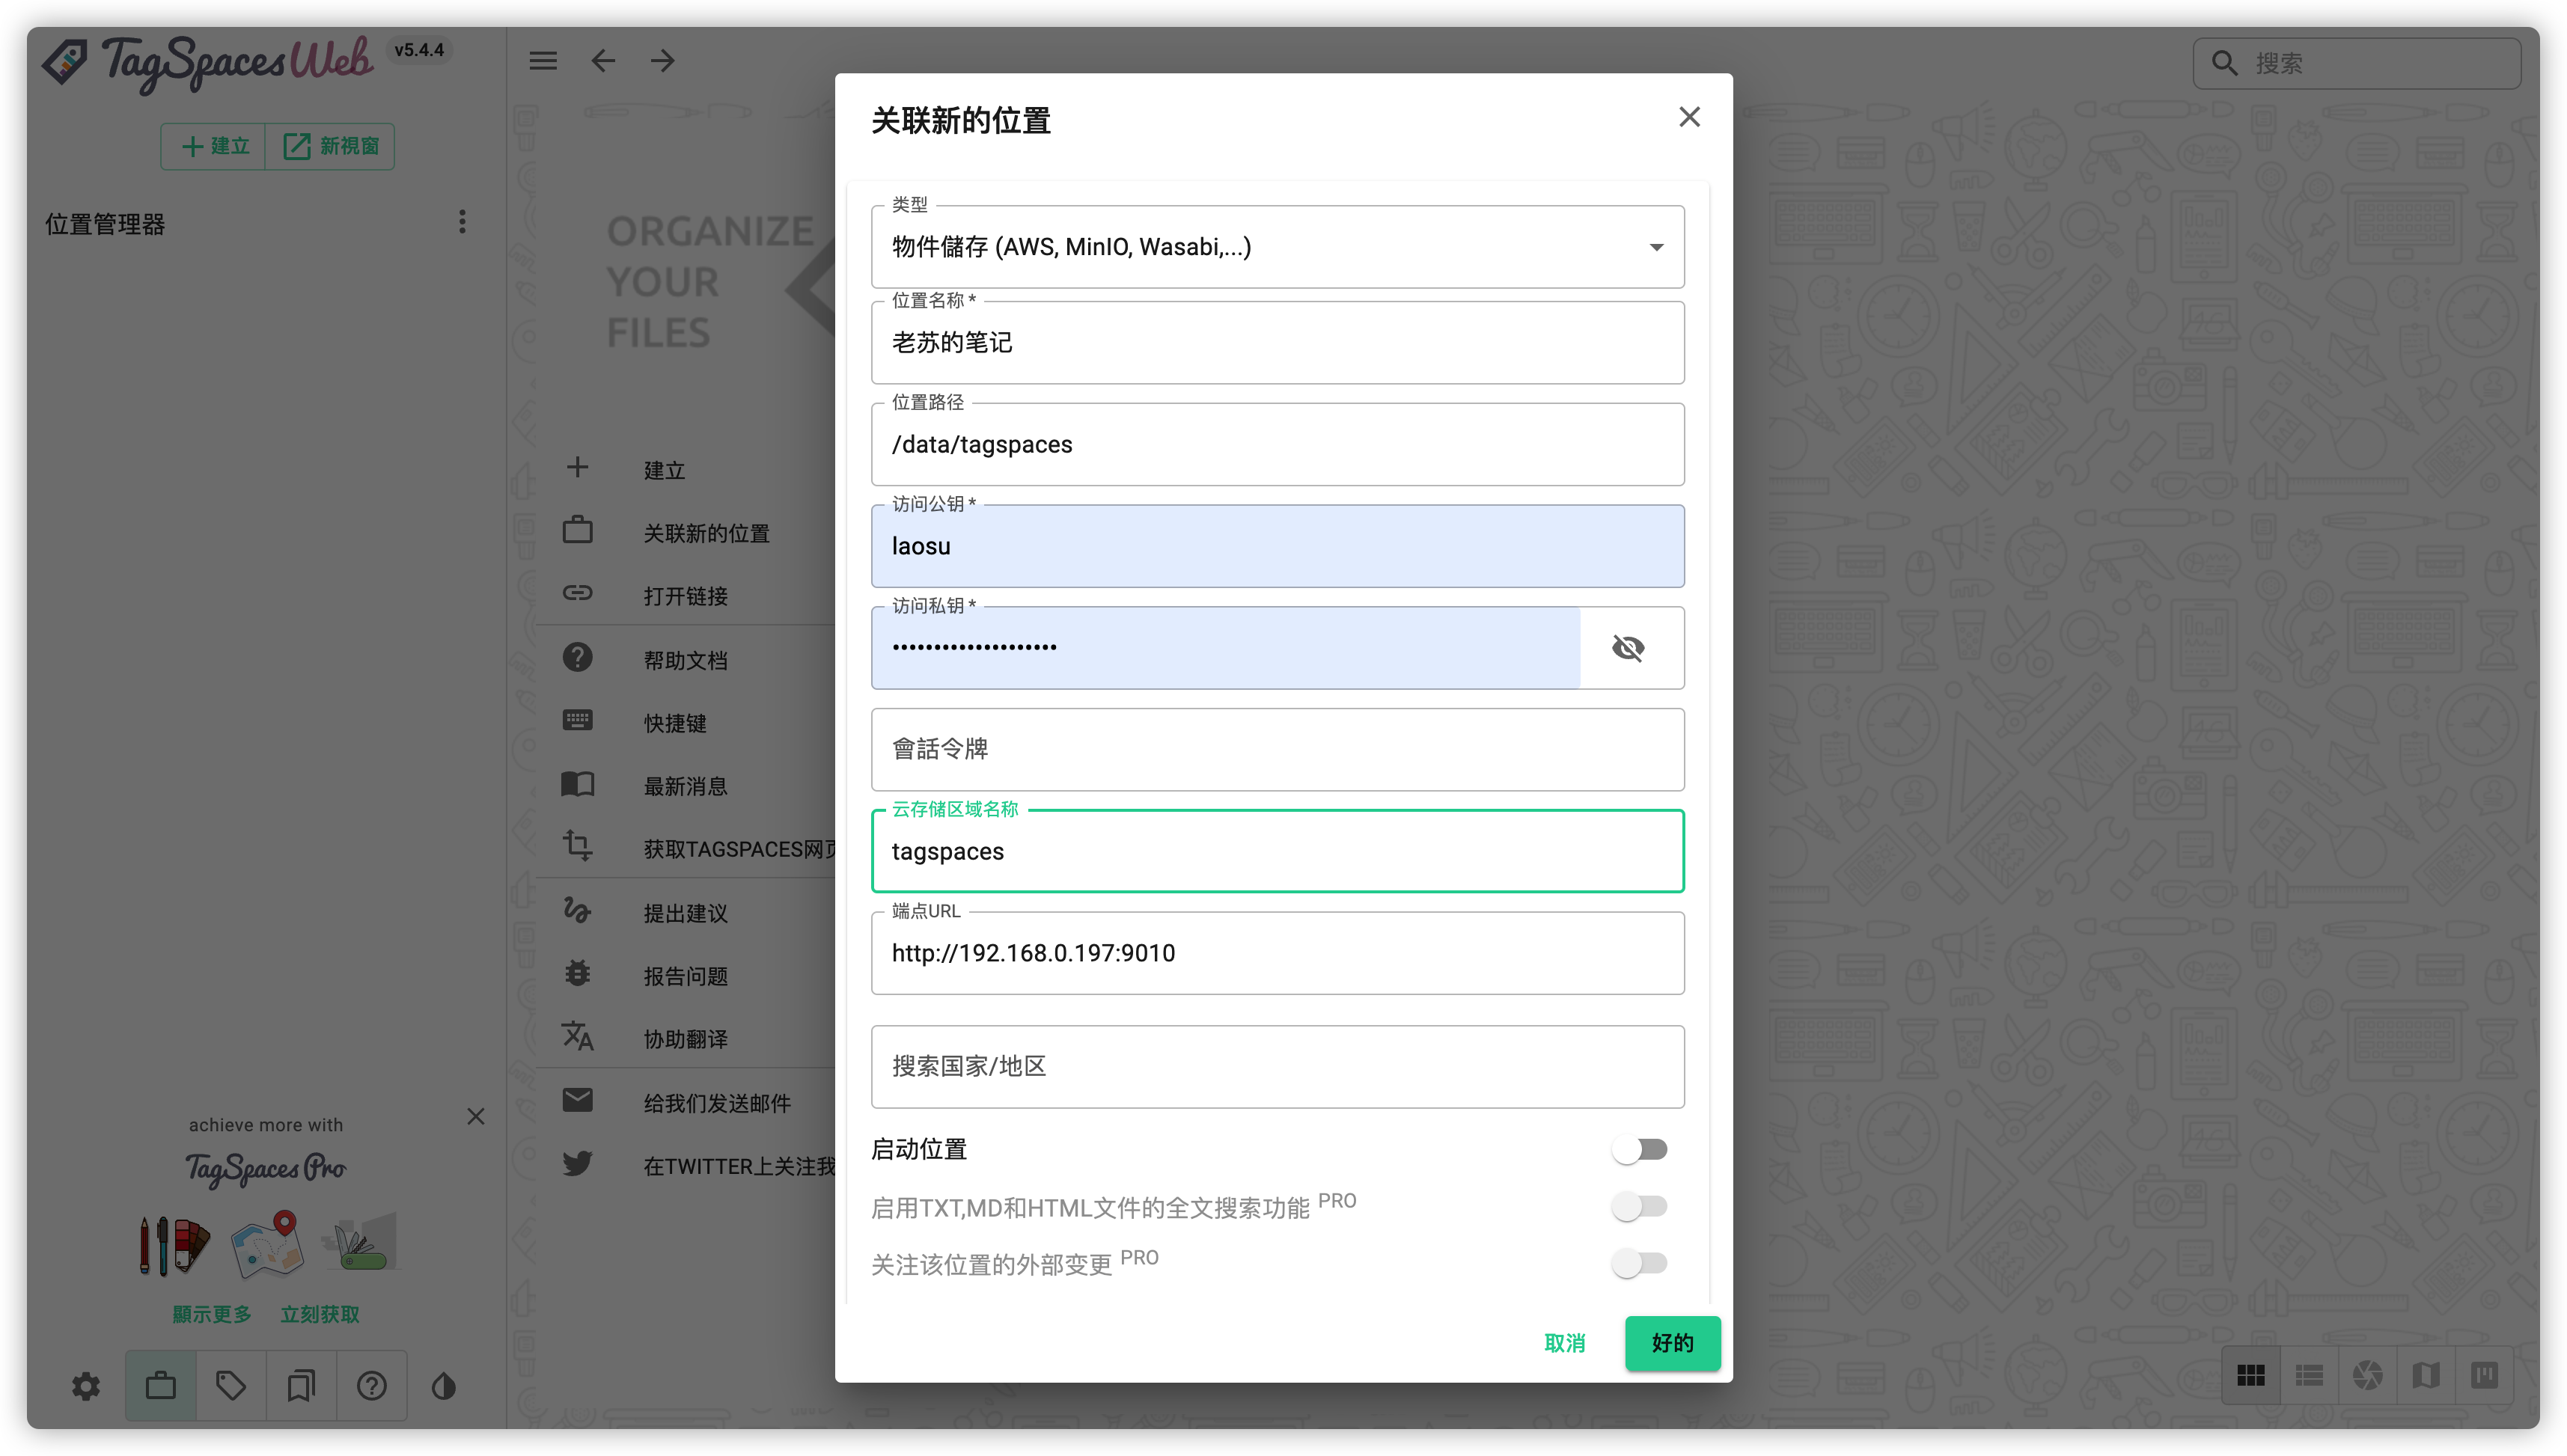 TagSpacesWeb
v5.4.4
搜索
建立
新視窗
位置管理器
ORGANIZE
YOUR
FILES
建立
关联新的位置
打开链接
帮助文档
快捷键
最新消息
获取TAGSPACES网页
提出建议
报告问题
协助翻译
给我们发送邮件
在TWITTER上关注我
achieve more with
TagSpaces Pro
顯示更多
立刻获取
关联新的位置
类型
物件儲存 (AWS, MinIO, Wasabi,...)
位置名称 *
老苏的笔记
位置路径
/data/tagspaces
访问公钥 *
laosu
访问私钥 *
••••••••••••••••••••
會話令牌
云存储区域名称
tagspaces
端点URL
http://192.168.0.197:9010
搜索国家/地区
启动位置
启用TXT,MD和HTML文件的全文搜索功能 PRO
关注该位置的外部变更 PRO
取消
好的